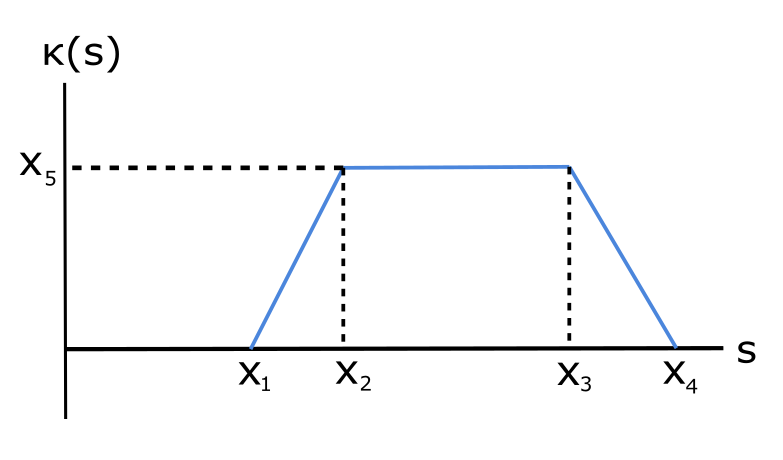 κ(s)
x₅
s
x₁ x₂ x₃ x₄